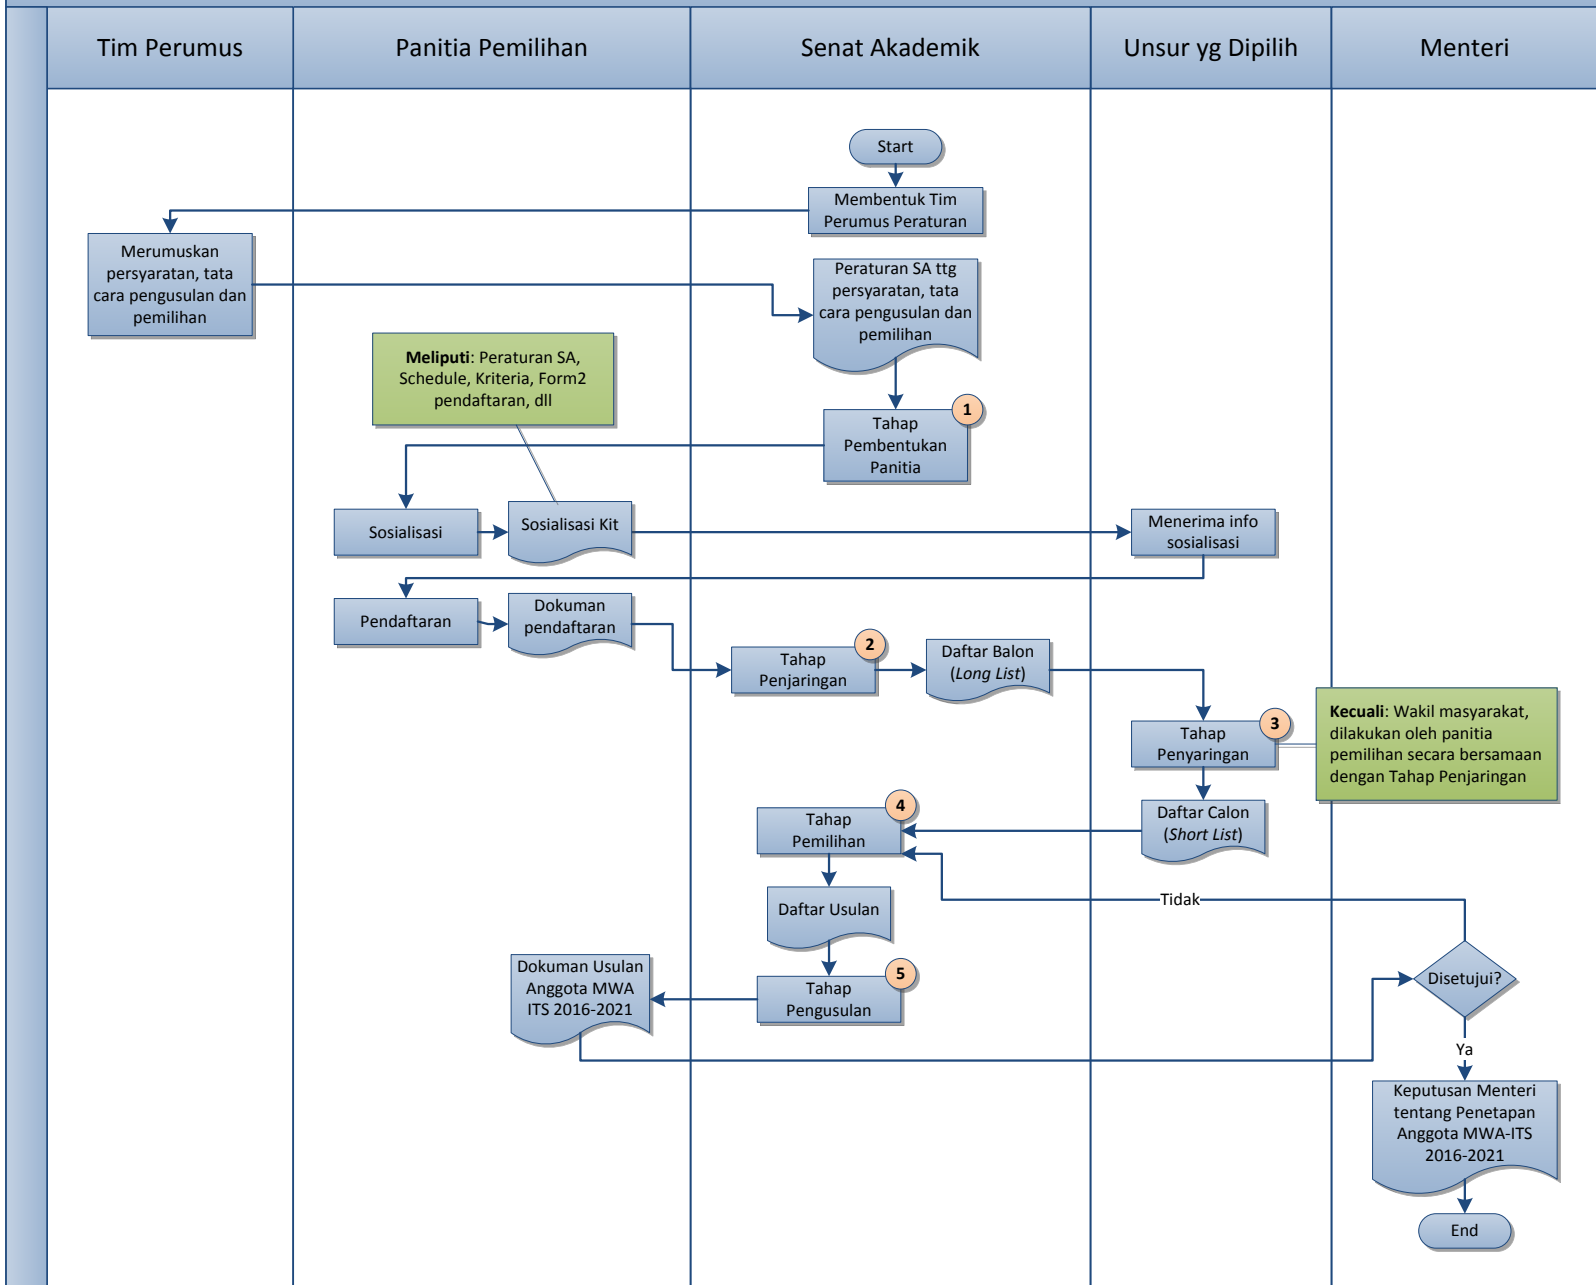 Tim Perumus
Panitia Pemilihan
Senat Akademik
Unsur yg Dipilih
Menteri
Start
Membentuk Tim
Perumus Peraturan
Merumuskan
persyaratan, tata
cara pengusulan dan
pemilihan
Peraturan SA ttg
persyaratan, tata
cara pengusulan dan
pemilihan
Meliputi: Peraturan SA,
Schedule, Kriteria, Form2
pendaftaran, dll
1
Tahap
Pembentukan
Panitia
Sosialisasi
Sosialisasi Kit
Menerima info
sosialisasi
Pendaftaran
Dokuman
pendaftaran
2
Tahap
Penjaringan
Daftar Balon
(Long List)
3
Tahap
Penyaringan
Kecuali: Wakil masyarakat,
dilakukan oleh panitia
pemilihan secara bersamaan
dengan Tahap Penjaringan
4
Tahap
Pemilihan
Daftar Calon
(Short List)
Tidak
Daftar Usulan
5
Tahap
Pengusulan
Dokuman Usulan
Anggota MWA
ITS 2016-2021
Disetujui?
Ya
Keputusan Menteri
tentang Penetapan
Anggota MWA-ITS
2016-2021
End